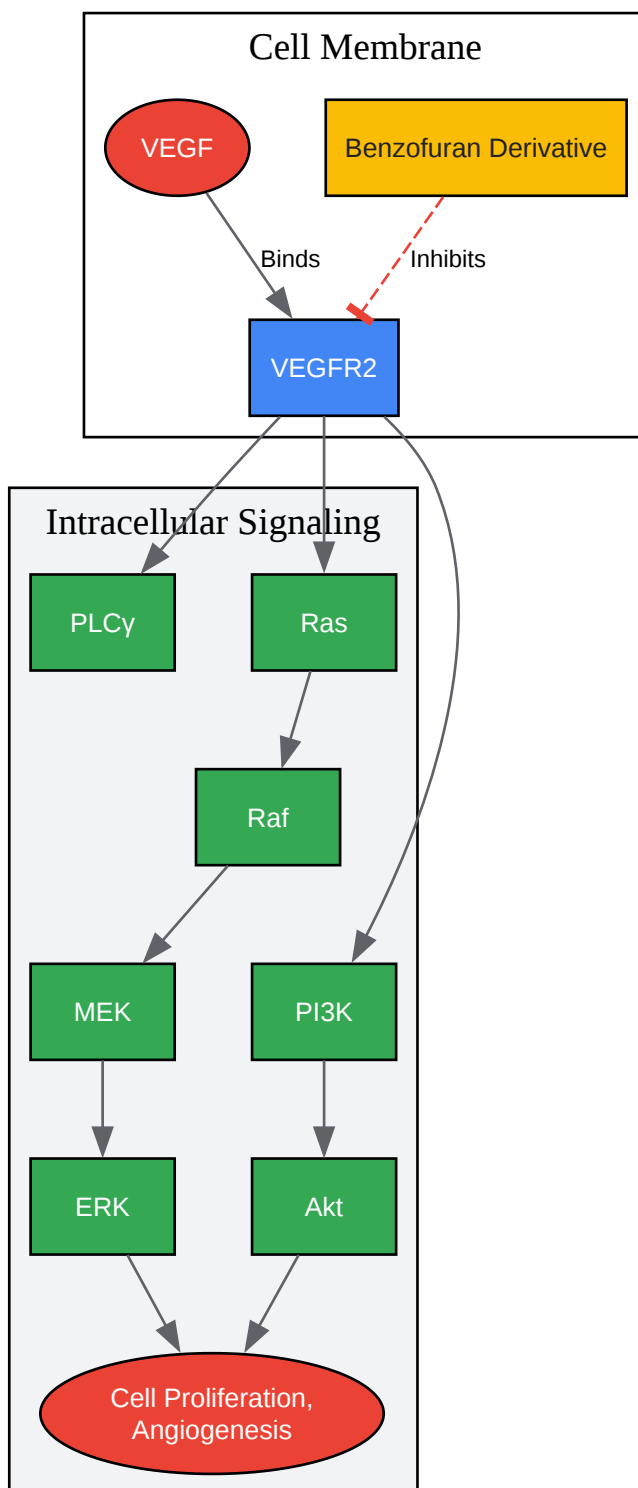 Cell Membrane
VEGF
Benzofuran Derivative
Binds
Inhibits
VEGFR2
Intracellular Signaling
PLCγ
Ras
Raf
MEK
PI3K
ERK
Akt
Cell Proliferation,
Angiogenesis